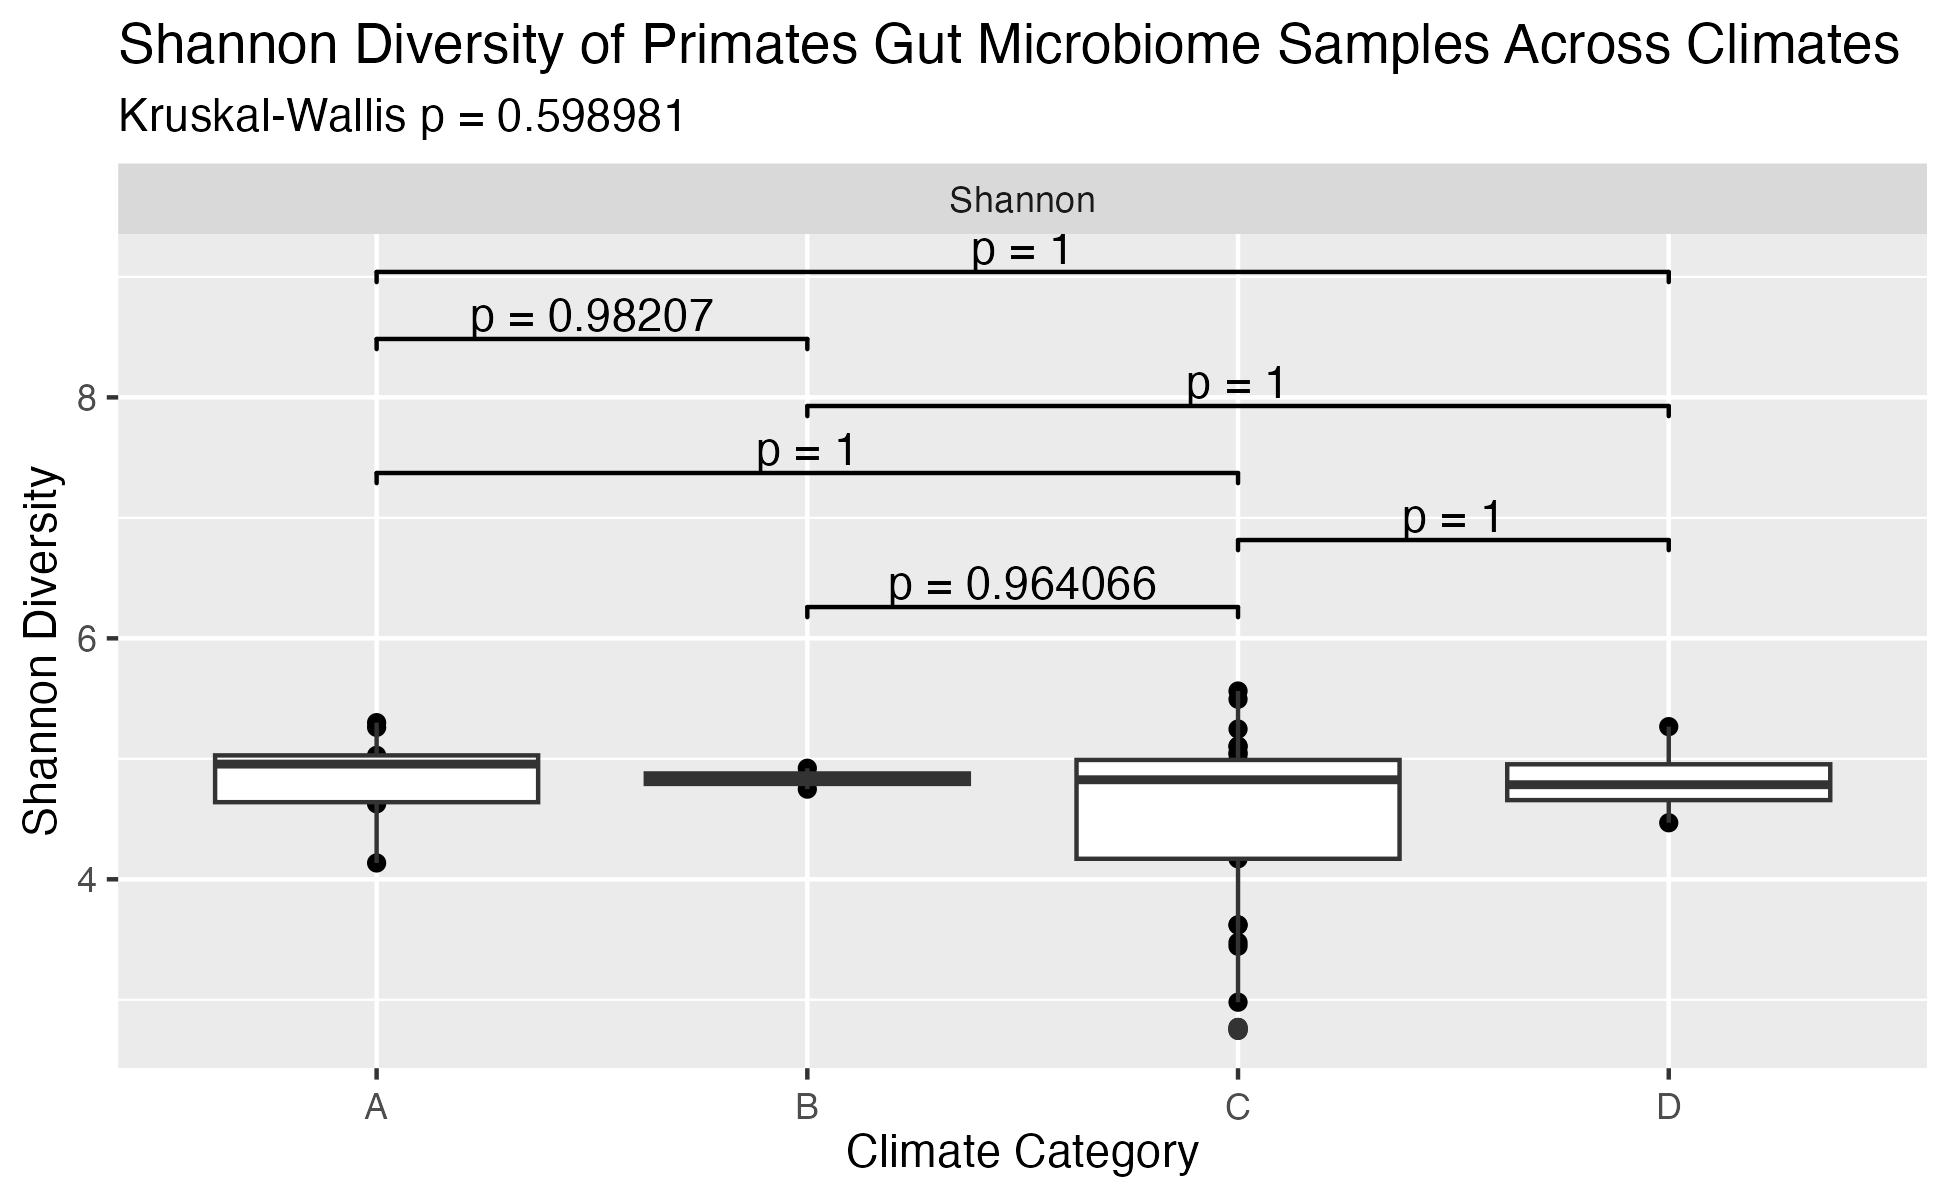 Shannon Diversity of Primates Gut Microbiome Samples Across Climates
Kruskal-Wallis p = 0.598981
Shannon
p = 1
p = 0.98207
p = 1
p = 1
p = 1
p = 0.964066
8
6
4
Shannon Diversity
A B C D
Climate Category